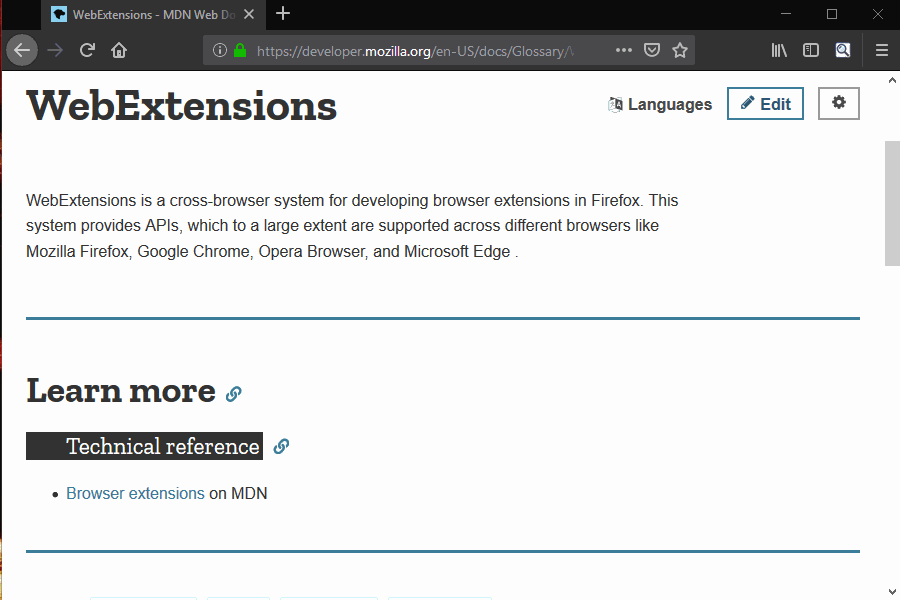 WebExtensions - MDN Web Do
https://developer.mozilla.org/en-US/docs/Glossary/
WebExtensions
Languages
Edit
WebExtensions is a cross-browser system for developing browser extensions in Firefox. This
system provides APIs, which to a large extent are supported across different browsers like
Mozilla Firefox, Google Chrome, Opera Browser, and Microsoft Edge .
Learn more
Technical reference
Browser extensions on MDN